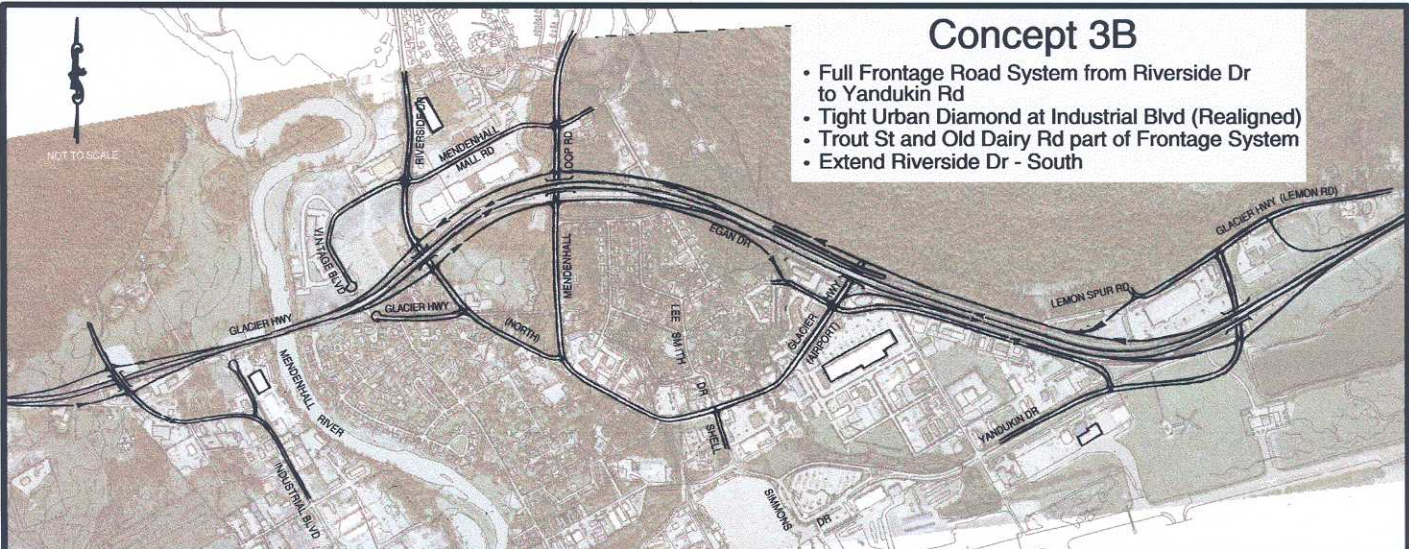 Concept 3B
• Full Frontage Road System from Riverside Dr
to Yandukin Rd
• Tight Urban Diamond at Industrial Blvd (Realigned)
• Trout St and Old Dairy Rd part of Frontage System
• Extend Riverside Dr - South
NOT TO SCALE
RIVERSIDE
MENDENHALL
MALL RD
LOOP RD
VINTAGE BLVD
GLACIER HWY
GLACIER HWY
(NORTH)
MENDENHALL
EGAN DR
LEE SMITH
DR
SHELL
GLACIER HWY
(AIRPORT)
GLACIER HWY (LEMON RD)
LEMON SPUR RD
YANDUKIN DR
SIMMONS
DR
MENDENHALL RIVER
INDUSTRIAL BLVD